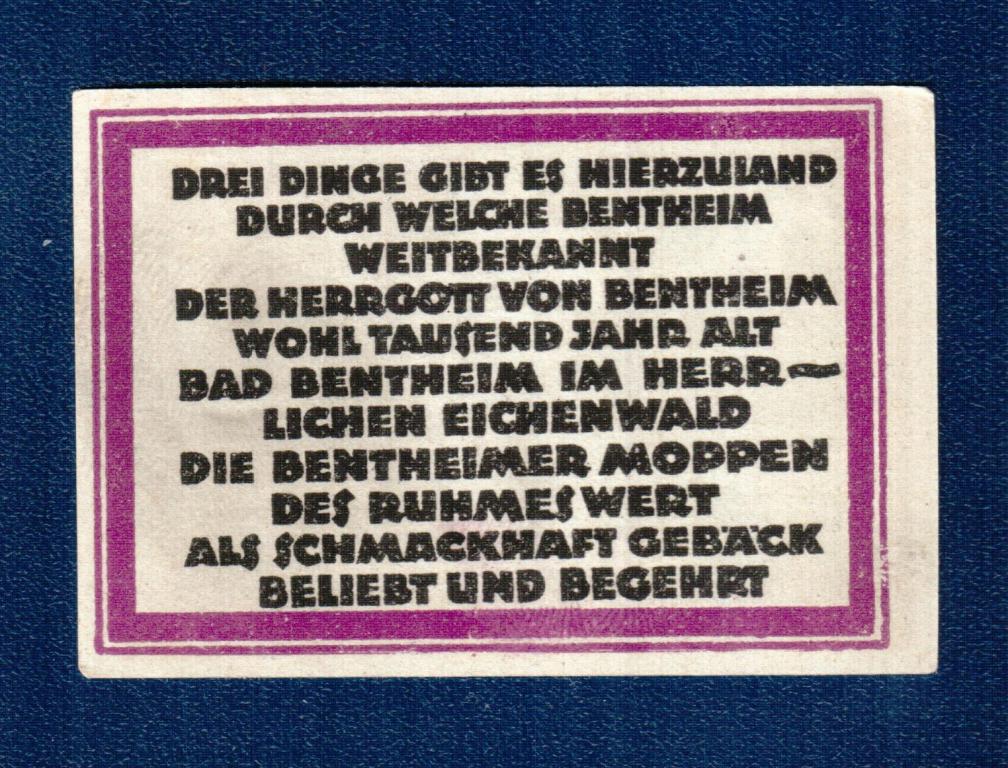 DREI DINGE GIBT ES HIERZULAND
DURCH WELCHE BENTHEIM
WEITBEKANNT
DER HERRGOTT VON BENTHEIM
WOHL TAUSEND JAHR ALT
BAD BENTHEIM IM HERR~
LICHEN EICHENWALD
DIE BENTHEIMER MOPPEN
DES RUHMES WERT
ALS SCHMACKHAFT GEBÄCK
BELIEBT UND BEGEHRT